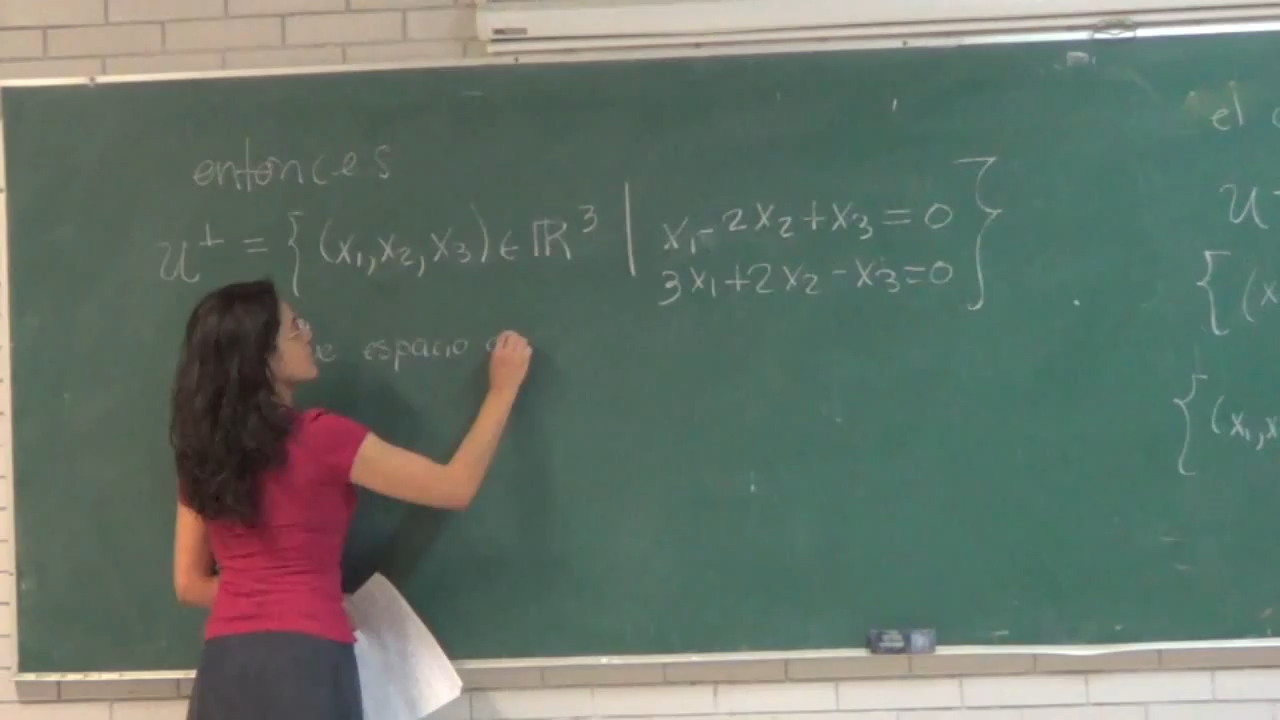 entonces
U⊥ = { (x₁,x₂,x₃) ∈ ℝ³ | x₁-2x₂+x₃=0
3x₁+2x₂-x₃=0 }
espacio
el
U
{ (x
{ (x₁,x